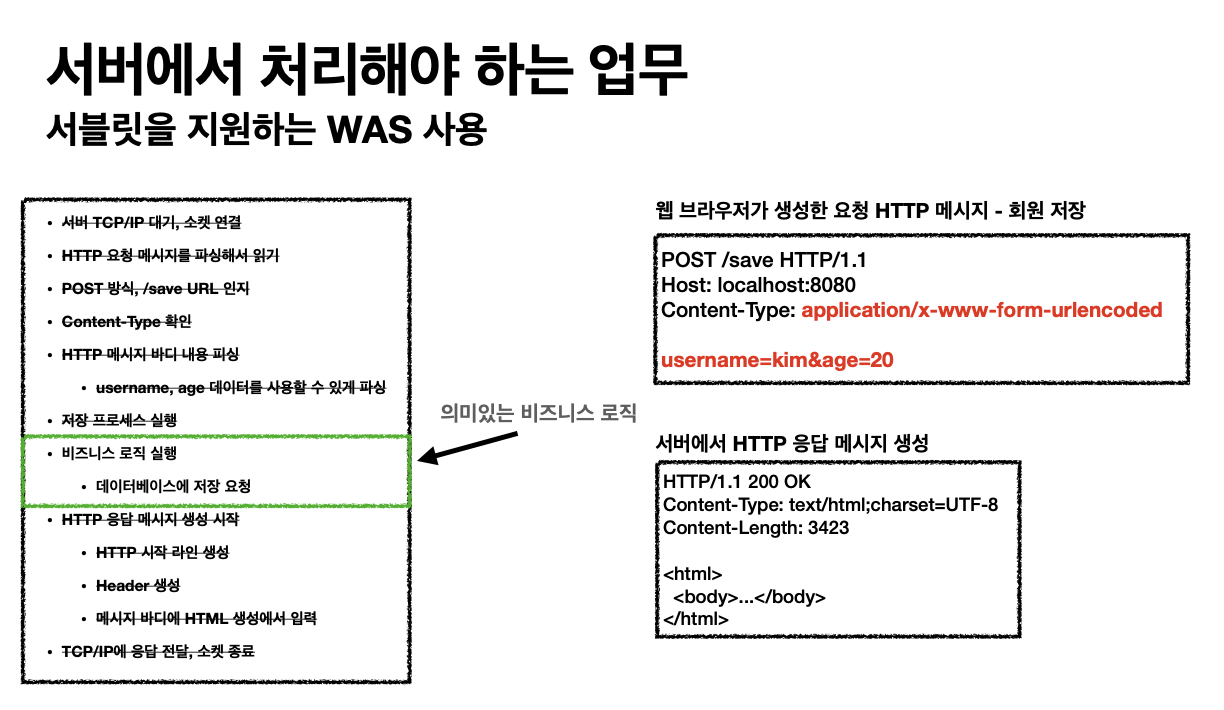 서버에서 처리해야 하는 업무
서블릿을 지원하는 WAS 사용
• 서버 TCP/IP 대기, 소켓 연결
• HTTP 요청 메시지를 파싱해서 읽기
• POST 방식, /save URL 인지
• Content-Type 확인
• HTTP 메시지 바디 내용 피싱
• username, age 데이터를 사용할 수 있게 파싱
• 저장 프로세스 실행
• 비즈니스 로직 실행
• 데이터베이스에 저장 요청
• HTTP 응답 메시지 생성 시작
• HTTP 시작 라인 생성
• Header 생성
• 메시지 바디에 HTML 생성에서 입력
• TCP/IP에 응답 전달, 소켓 종료
의미있는 비즈니스 로직
웹 브라우저가 생성한 요청 HTTP 메시지 - 회원 저장
POST /save HTTP/1.1
Host: localhost:8080
Content-Type: application/x-www-form-urlencoded
username=kim&age=20
서버에서 HTTP 응답 메시지 생성
HTTP/1.1 200 OK
Content-Type: text/html;charset=UTF-8
Content-Length: 3423
<html>
<body>...</body>
</html>